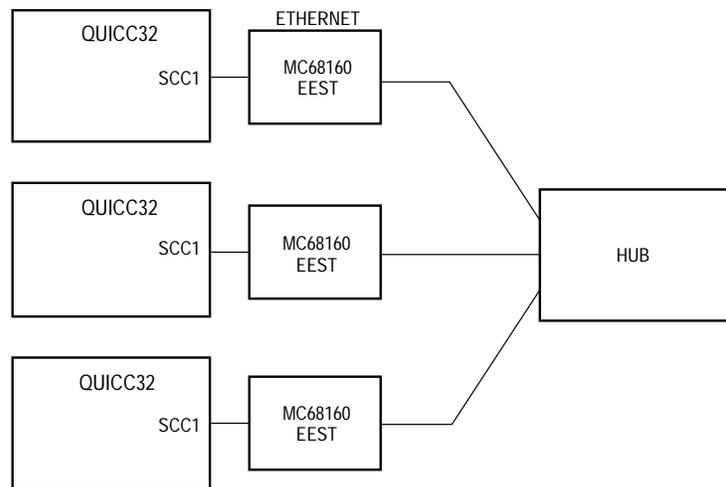 ETHERNET
QUICC32
SCC1
MC68160
EEST
QUICC32
SCC1
MC68160
EEST
HUB
QUICC32
SCC1
MC68160
EEST